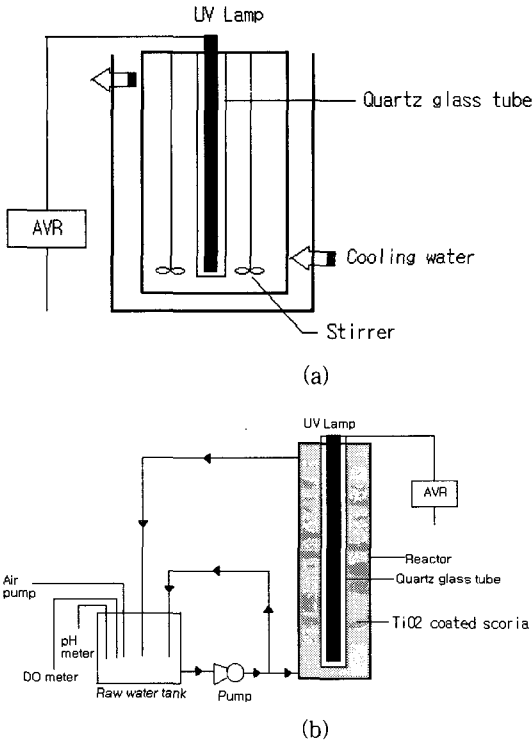 UV Lamp
Quartz glass tube
AVR
Cooling water
Stirrer
(a)
UV Lamp
AVR
Reactor
Quartz glass tube
TiO2 coated scoria
Air
pump
pH
meter
DO meter
Raw water tank
Pump
(b)